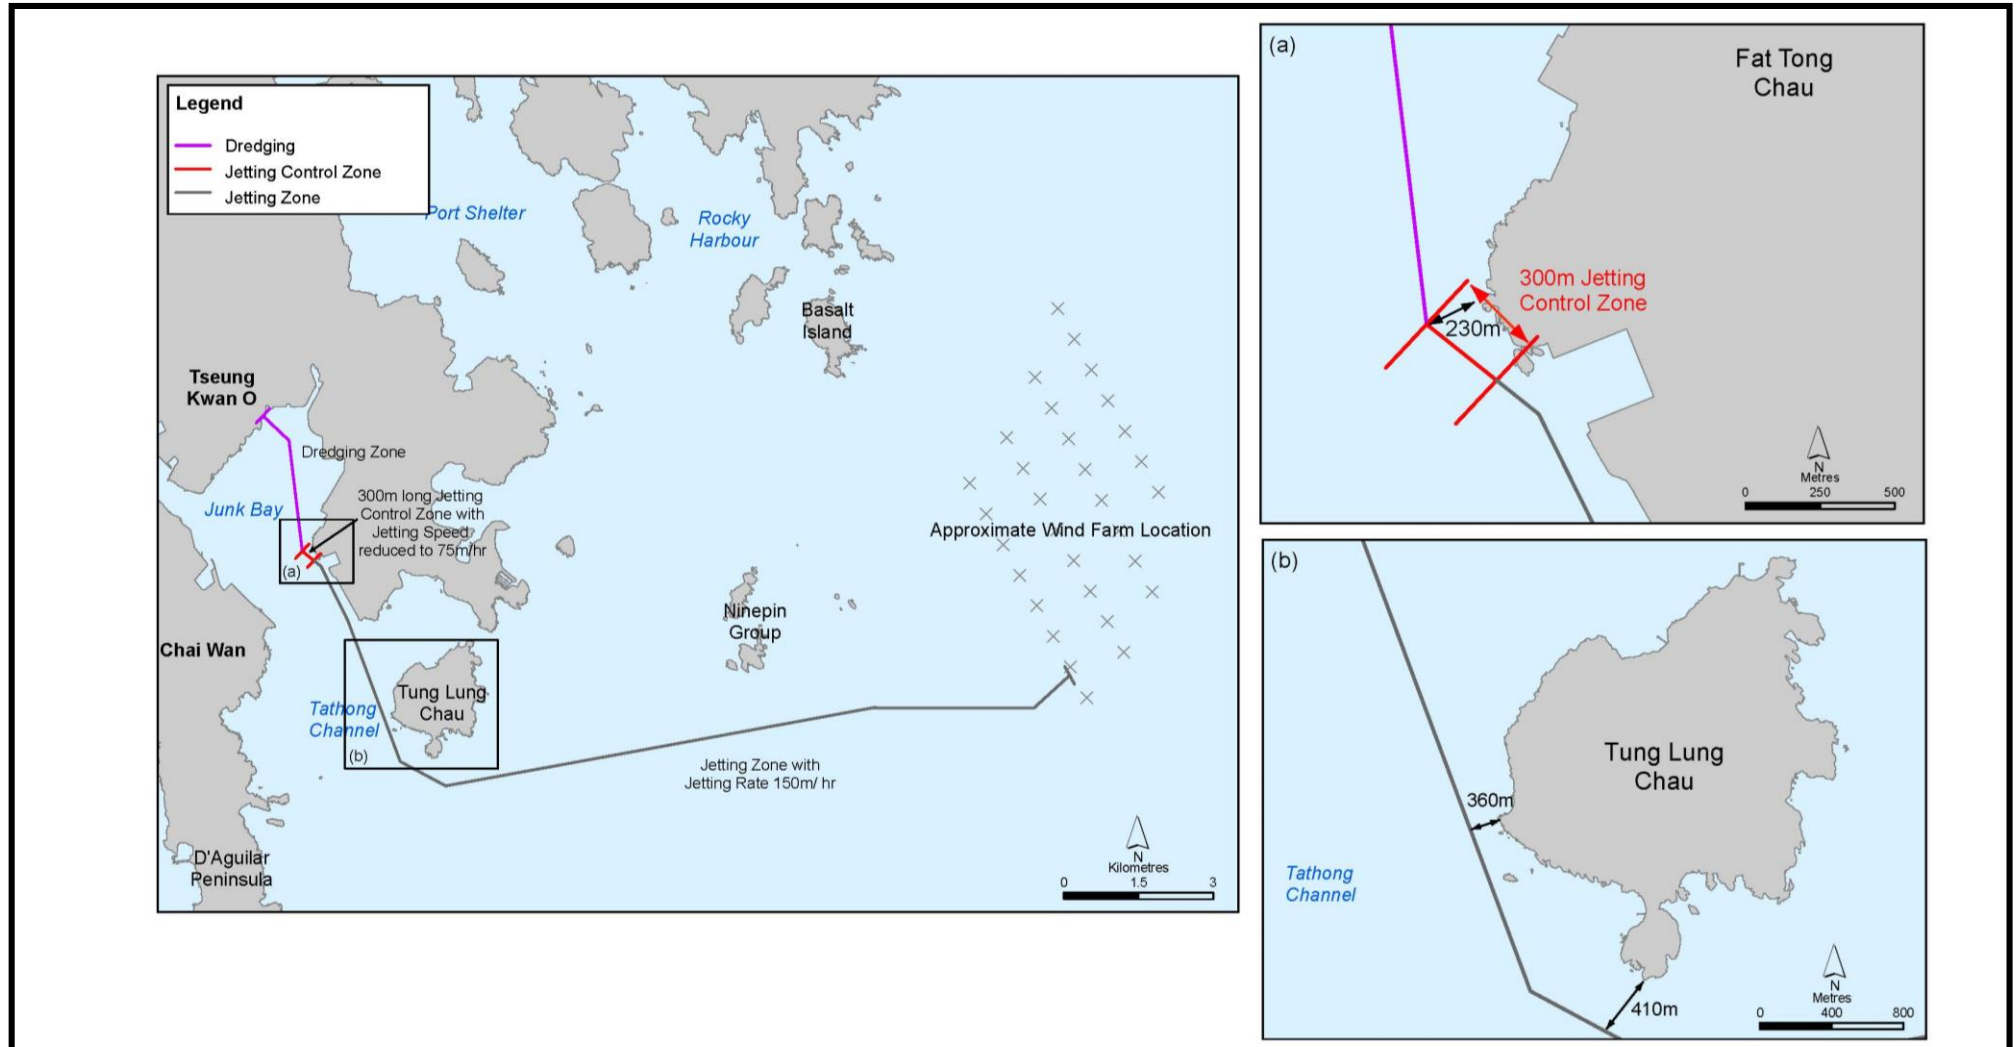 Legend
Dredging
Jetting Control Zone
Jetting Zone
Port Shelter
Rocky
Harbour
Basalt
Island
Tseung
Kwan O
Dredging Zone
300m long Jetting
Control Zone with
Jetting Speed
reduced to 75m/hr
Junk Bay
(a)
Approximate Wind Farm Location
Ninepin
Group
Chai Wan
Tung Lung
Chau
Tathong
Channel
(b)
Jetting Zone with
Jetting Rate 150m/ hr
D'Aguilar
Peninsula
N
Kilometres
0 1.5 3
(a)
Fat Tong
Chau
300m Jetting
Control Zone
230m
N
Metres
0 250 500
(b)
Tung Lung
Chau
360m
Tathong
Channel
410m
N
Metres
0 400 800